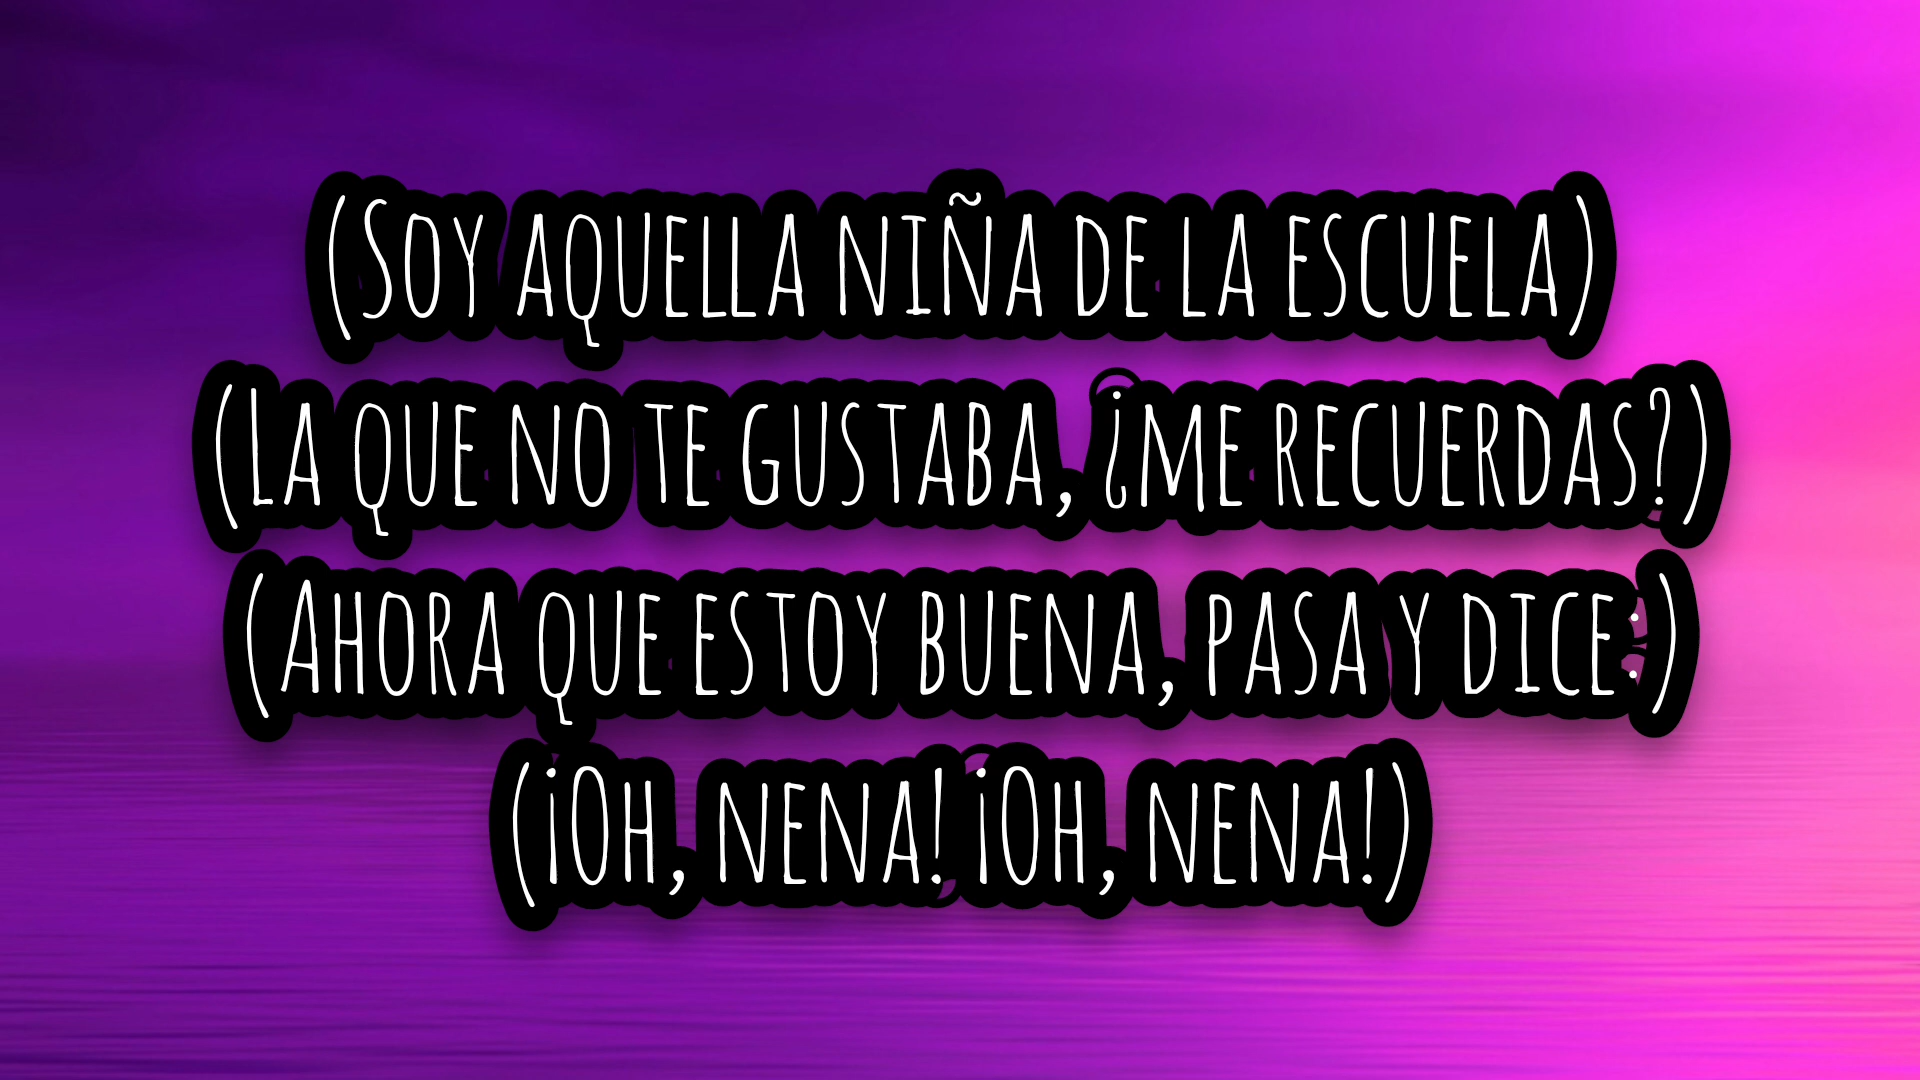 (Soy aquella niña de la escuela)
(La que no te gustaba, ¿me recuerdas?)
(Ahora que estoy buena, pasa y dice:)
(¡Oh, nena! ¡Oh, nena!)